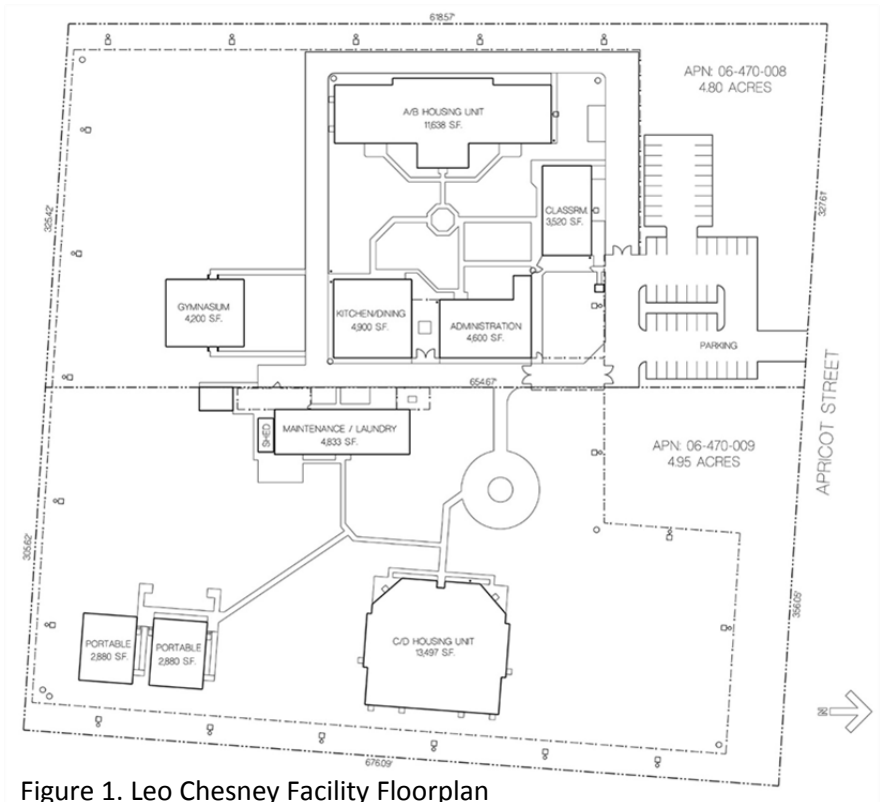 618.57'
APN: 06-470-008
4.80 ACRES
A/B HOUSING UNIT
11,638 S.F.
325.42'
327.61'
CLASSRM.
3,520 S.F.
GYMNASIUM
4,200 S.F.
KITCHEN/DINING
4,900 S.F.
ADMINISTRATION
4,600 S.F.
PARKING
654.67'
APRICOT STREET
SHED
MAINTENANCE / LAUNDRY
4,833 S.F.
APN: 06-470-009
4.95 ACRES
305.62'
356.05'
PORTABLE
2,880 S.F.
PORTABLE
2,880 S.F.
C/D HOUSING UNIT
13,497 S.F.
676.09'
Figure 1. Leo Chesney Facility Floorplan